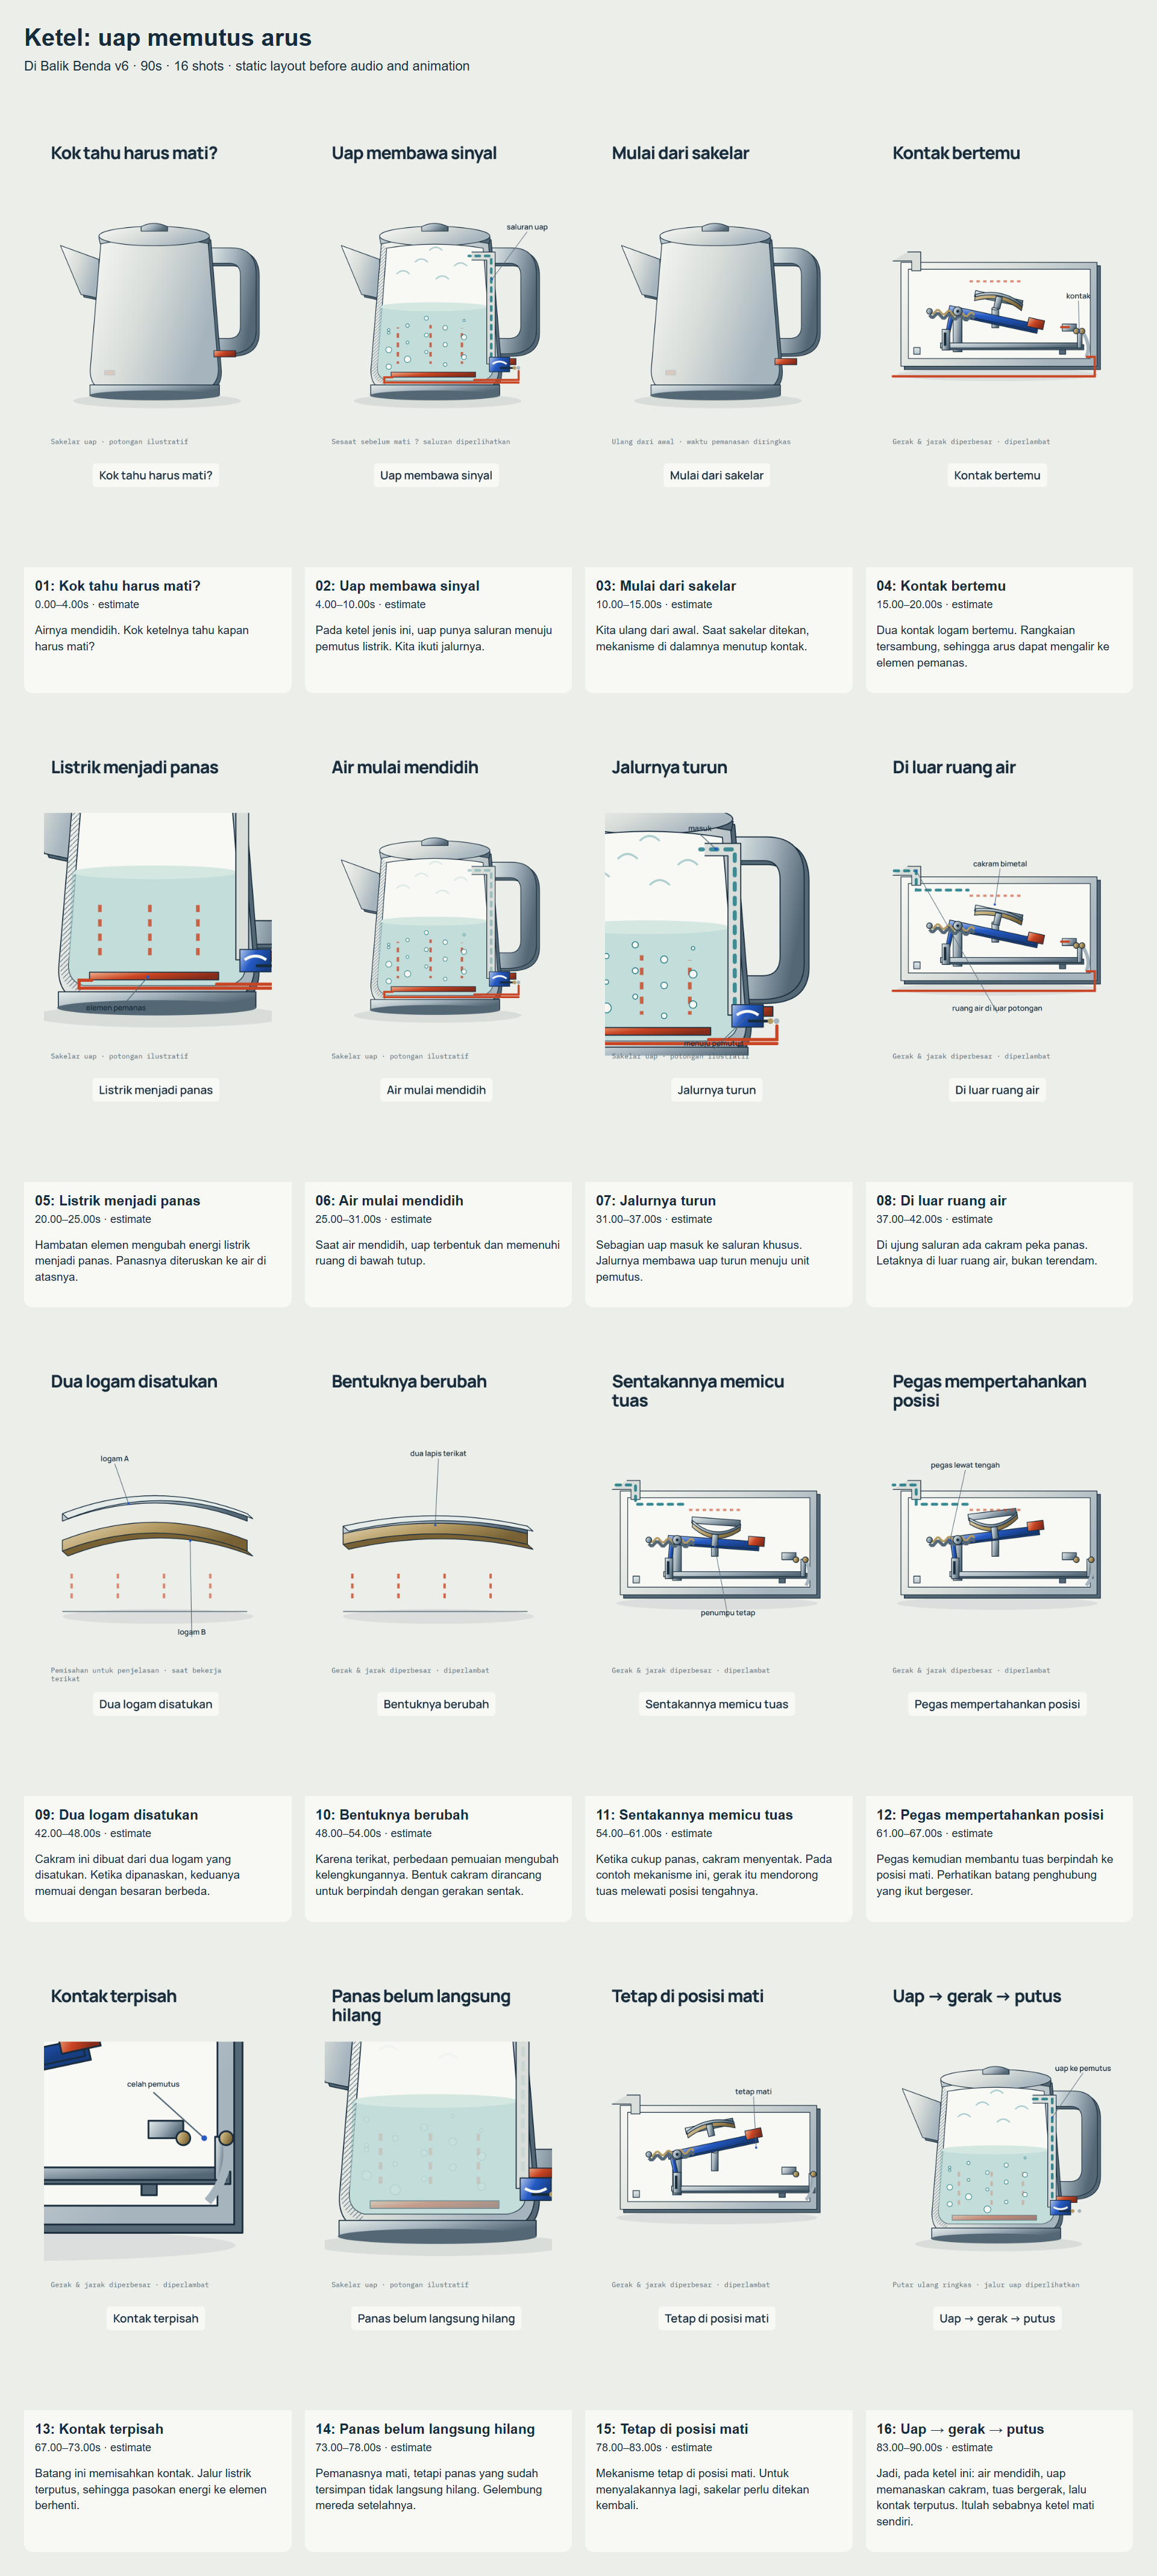 Ketel: uap memutus arus
Di Balik Benda v6 · 90s · 16 shots · static layout before audio and animation
Kok tahu harus mati?
saluran uap
Sakelar uap · potongan ilustratif
Kok tahu harus mati?
Uap membawa sinyal
Sesaat sebelum mati ? saluran diperlihatkan
Uap membawa sinyal
Mulai dari sakelar
Ulang dari awal · waktu pemanasan diringkas
Mulai dari sakelar
Kontak bertemu
kontak
Gerak & jarak diperbesar · diperlambat
Kontak bertemu
01: Kok tahu harus mati?
0.00–4.00s · estimate
Airnya mendidih. Kok ketelnya tahu kapan
harus mati?
02: Uap membawa sinyal
4.00–10.00s · estimate
Pada ketel jenis ini, uap punya saluran menuju
pemutus listrik. Kita ikuti jalurnya.
03: Mulai dari sakelar
10.00–15.00s · estimate
Kita ulang dari awal. Saat sakelar ditekan,
mekanisme di dalamnya menutup kontak.
04: Kontak bertemu
15.00–20.00s · estimate
Dua kontak logam bertemu. Rangkaian
tersambung, sehingga arus dapat mengalir ke
elemen pemanas.
Listrik menjadi panas
elemen pemanas
Sakelar uap · potongan ilustratif
Listrik menjadi panas
Air mulai mendidih
Sakelar uap · potongan ilustratif
Air mulai mendidih
Jalurnya turun
masuk
menuju pemutus
Sakelar uap · potongan ilustratif
Jalurnya turun
Di luar ruang air
cakram bimetal
ruang air di luar potongan
Gerak & jarak diperbesar · diperlambat
Di luar ruang air
05: Listrik menjadi panas
20.00–25.00s · estimate
Hambatan elemen mengubah energi listrik
menjadi panas. Panasnya diteruskan ke air di
atasnya.
06: Air mulai mendidih
25.00–31.00s · estimate
Saat air mendidih, uap terbentuk dan memenuhi
ruang di bawah tutup.
07: Jalurnya turun
31.00–37.00s · estimate
Sebagian uap masuk ke saluran khusus.
Jalurnya membawa uap turun menuju unit
pemutus.
08: Di luar ruang air
37.00–42.00s · estimate
Di ujung saluran ada cakram peka panas.
Letaknya di luar ruang air, bukan terendam.
Dua logam disatukan
logam A
logam B
Pemisahan untuk penjelasan · saat bekerja
terikat
Dua logam disatukan
Bentuknya berubah
dua lapis terikat
Gerak & jarak diperbesar · diperlambat
Bentuknya berubah
Sentakannya memicu
tuas
penumpu tetap
Gerak & jarak diperbesar · diperlambat
Sentakannya memicu tuas
Pegas mempertahankan
posisi
pegas lewat tengah
Gerak & jarak diperbesar · diperlambat
Pegas mempertahankan posisi
09: Dua logam disatukan
42.00–48.00s · estimate
Cakram ini dibuat dari dua logam yang
disatukan. Ketika dipanaskan, keduanya
memuai dengan besaran berbeda.
10: Bentuknya berubah
48.00–54.00s · estimate
Karena terikat, perbedaan pemuaian mengubah
kelengkungannya. Bentuk cakram dirancang
untuk berpindah dengan gerakan sentak.
11: Sentakannya memicu tuas
54.00–61.00s · estimate
Ketika cukup panas, cakram menyentak. Pada
contoh mekanisme ini, gerak itu mendorong
tuas melewati posisi tengahnya.
12: Pegas mempertahankan posisi
61.00–67.00s · estimate
Pegas kemudian membantu tuas berpindah ke
posisi mati. Perhatikan batang penghubung
yang ikut bergeser.
Kontak terpisah
celah pemutus
Gerak & jarak diperbesar · diperlambat
Kontak terpisah
Panas belum langsung
hilang
Sakelar uap · potongan ilustratif
Panas belum langsung hilang
Tetap di posisi mati
tetap mati
Gerak & jarak diperbesar · diperlambat
Tetap di posisi mati
Uap → gerak → putus
uap ke pemutus
Putar ulang ringkas · jalur uap diperlihatkan
Uap → gerak → putus
13: Kontak terpisah
67.00–73.00s · estimate
Batang ini memisahkan kontak. Jalur listrik
terputus, sehingga pasokan energi ke elemen
berhenti.
14: Panas belum langsung hilang
73.00–78.00s · estimate
Pemanasnya mati, tetapi panas yang sudah
tersimpan tidak langsung hilang. Gelembung
mereda setelahnya.
15: Tetap di posisi mati
78.00–83.00s · estimate
Mekanisme tetap di posisi mati. Untuk
menyalakannya lagi, sakelar perlu ditekan
kembali.
16: Uap → gerak → putus
83.00–90.00s · estimate
Jadi, pada ketel ini: air mendidih, uap
memanaskan cakram, tuas bergerak, lalu
kontak terputus. Itulah sebabnya ketel mati
sendiri.